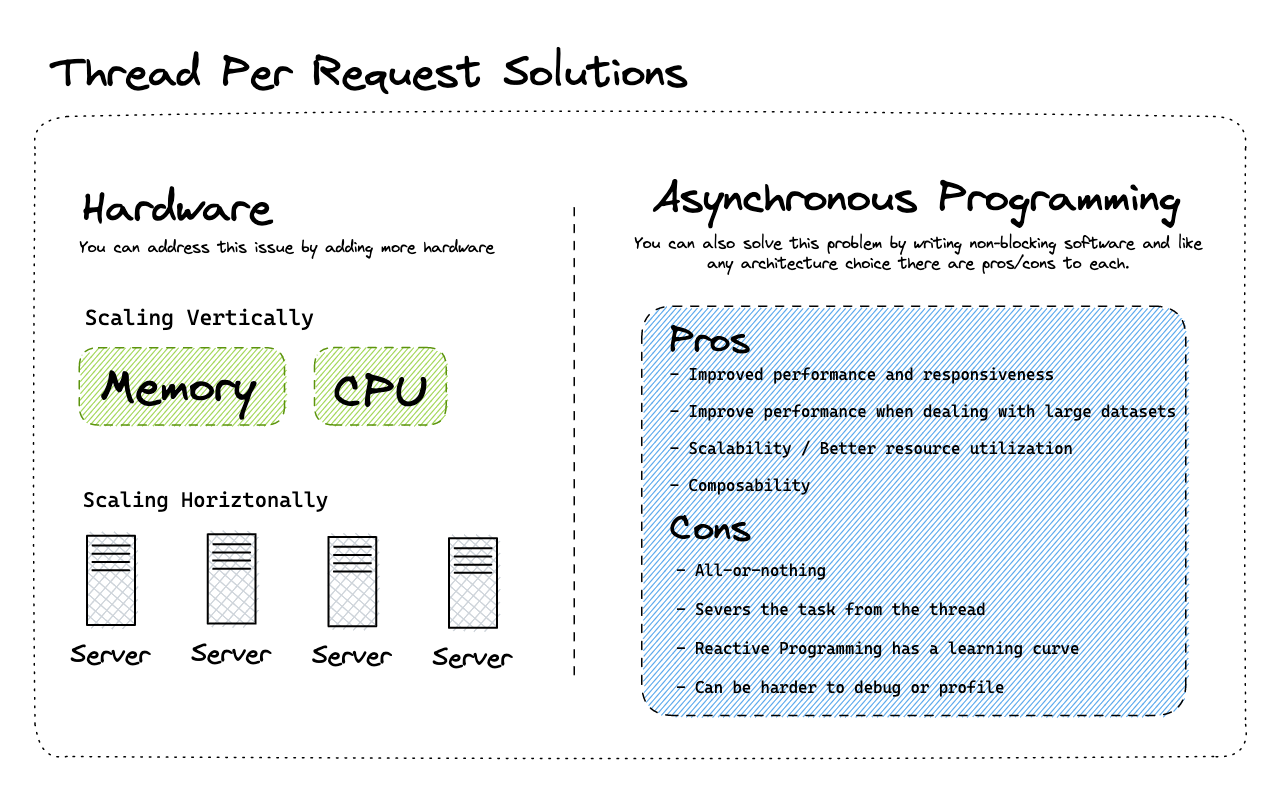 Thread Per Request Solutions
Hardware
You can address this issue by adding more hardware
Scaling Vertically
Memory
CPU
Scaling Horiztonally
Server
Server
Server
Server
Asynchronous Programming
You can also solve this problem by writing non-blocking software and like
any architecture choice there are pros/cons to each.
Pros
- Improved performance and responsiveness
- Improve performance when dealing with large datasets
- Scalability / Better resource utilization
- Composability
Cons
- All-or-nothing
- Severs the task from the thread
- Reactive Programming has a learning curve
- Can be harder to debug or profile